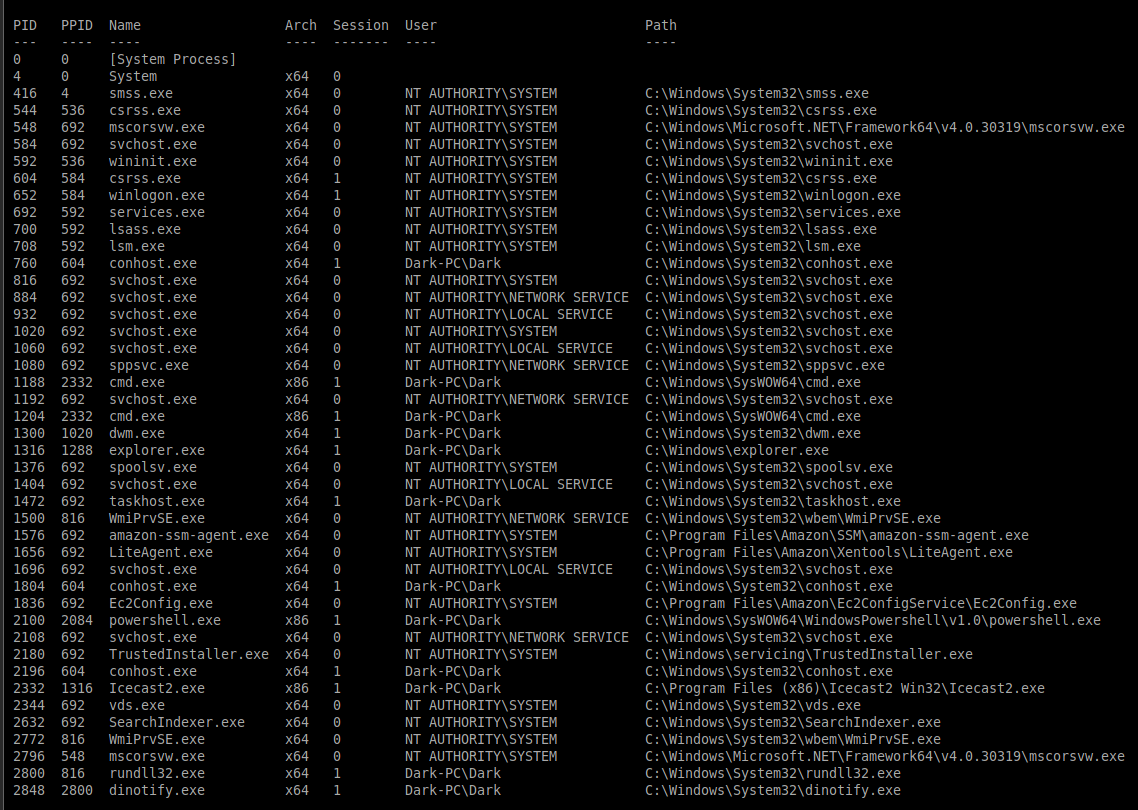 PID   PPID  Name                  Arch  Session  User                          Path
---   ----  ----                  ----  -------  ----                          ----
0     0     [System Process]
4     0     System                x64   0
416   4     smss.exe              x64   0        NT AUTHORITY\SYSTEM           C:\Windows\System32\smss.exe
544   536   csrss.exe             x64   0        NT AUTHORITY\SYSTEM           C:\Windows\System32\csrss.exe
548   692   mscorsvw.exe          x64   0        NT AUTHORITY\SYSTEM           C:\Windows\Microsoft.NET\Framework64\v4.0.30319\mscorsvw.exe
584   692   svchost.exe           x64   0        NT AUTHORITY\SYSTEM           C:\Windows\System32\svchost.exe
592   536   wininit.exe           x64   0        NT AUTHORITY\SYSTEM           C:\Windows\System32\wininit.exe
604   584   csrss.exe             x64   1        NT AUTHORITY\SYSTEM           C:\Windows\System32\csrss.exe
652   584   winlogon.exe          x64   1        NT AUTHORITY\SYSTEM           C:\Windows\System32\winlogon.exe
692   592   services.exe          x64   0        NT AUTHORITY\SYSTEM           C:\Windows\System32\services.exe
700   592   lsass.exe             x64   0        NT AUTHORITY\SYSTEM           C:\Windows\System32\lsass.exe
708   592   lsm.exe               x64   0        NT AUTHORITY\SYSTEM           C:\Windows\System32\lsm.exe
760   604   conhost.exe           x64   1        Dark-PC\Dark                  C:\Windows\System32\conhost.exe
816   692   svchost.exe           x64   0        NT AUTHORITY\SYSTEM           C:\Windows\System32\svchost.exe
884   692   svchost.exe           x64   0        NT AUTHORITY\NETWORK SERVICE  C:\Windows\System32\svchost.exe
932   692   svchost.exe           x64   0        NT AUTHORITY\LOCAL SERVICE    C:\Windows\System32\svchost.exe
1020  692   svchost.exe           x64   0        NT AUTHORITY\SYSTEM           C:\Windows\System32\svchost.exe
1060  692   svchost.exe           x64   0        NT AUTHORITY\LOCAL SERVICE    C:\Windows\System32\svchost.exe
1080  692   sppsvc.exe            x64   0        NT AUTHORITY\NETWORK SERVICE  C:\Windows\System32\sppsvc.exe
1188  2332  cmd.exe               x86   1        Dark-PC\Dark                  C:\Windows\SysWOW64\cmd.exe
1192  692   svchost.exe           x64   0        NT AUTHORITY\NETWORK SERVICE  C:\Windows\System32\svchost.exe
1204  2332  cmd.exe               x86   1        Dark-PC\Dark                  C:\Windows\SysWOW64\cmd.exe
1300  1020  dwm.exe               x64   1        Dark-PC\Dark                  C:\Windows\System32\dwm.exe
1316  1288  explorer.exe          x64   1        Dark-PC\Dark                  C:\Windows\explorer.exe
1376  692   spoolsv.exe           x64   0        NT AUTHORITY\SYSTEM           C:\Windows\System32\spoolsv.exe
1404  692   svchost.exe           x64   0        NT AUTHORITY\LOCAL SERVICE    C:\Windows\System32\svchost.exe
1472  692   taskhost.exe          x64   1        Dark-PC\Dark                  C:\Windows\System32\taskhost.exe
1500  816   WmiPrvSE.exe          x64   0        NT AUTHORITY\NETWORK SERVICE  C:\Windows\System32\wbem\WmiPrvSE.exe
1576  692   amazon-ssm-agent.exe  x64   0        NT AUTHORITY\SYSTEM           C:\Program Files\Amazon\SSM\amazon-ssm-agent.exe
1656  692   LiteAgent.exe         x64   0        NT AUTHORITY\SYSTEM           C:\Program Files\Amazon\Xentools\LiteAgent.exe
1696  692   svchost.exe           x64   0        NT AUTHORITY\LOCAL SERVICE    C:\Windows\System32\svchost.exe
1804  604   conhost.exe           x64   1        Dark-PC\Dark                  C:\Windows\System32\conhost.exe
1836  692   Ec2Config.exe         x64   0        NT AUTHORITY\SYSTEM           C:\Program Files\Amazon\Ec2ConfigService\Ec2Config.exe
2100  2084  powershell.exe        x86   1        Dark-PC\Dark                  C:\Windows\SysWOW64\WindowsPowershell\v1.0\powershell.exe
2108  692   svchost.exe           x64   0        NT AUTHORITY\NETWORK SERVICE  C:\Windows\System32\svchost.exe
2180  692   TrustedInstaller.exe  x64   0        NT AUTHORITY\SYSTEM           C:\Windows\servicing\TrustedInstaller.exe
2196  604   conhost.exe           x64   1        Dark-PC\Dark                  C:\Windows\System32\conhost.exe
2332  1316  Icecast2.exe          x86   1        Dark-PC\Dark                  C:\Program Files (x86)\Icecast2 Win32\Icecast2.exe
2344  692   vds.exe               x64   0        NT AUTHORITY\SYSTEM           C:\Windows\System32\vds.exe
2632  692   SearchIndexer.exe     x64   0        NT AUTHORITY\SYSTEM           C:\Windows\System32\SearchIndexer.exe
2772  816   WmiPrvSE.exe          x64   0        NT AUTHORITY\SYSTEM           C:\Windows\System32\wbem\WmiPrvSE.exe
2796  548   mscorsvw.exe          x64   0        NT AUTHORITY\SYSTEM           C:\Windows\Microsoft.NET\Framework64\v4.0.30319\mscorsvw.exe
2800  816   rundll32.exe          x64   1        Dark-PC\Dark                  C:\Windows\System32\rundll32.exe
2848  2800  dinotify.exe          x64   1        Dark-PC\Dark                  C:\Windows\System32\dinotify.exe